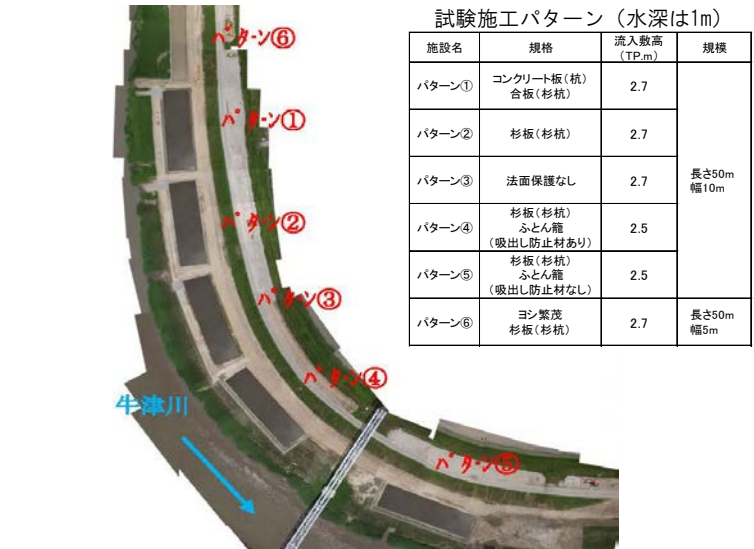 試験施工パターン（水深は1m）
施設名 規格 流入敷高（TP.m） 規模
パターン① コンクリート板（杭） 合板（杉杭） 2.7
パターン② 杉板（杉杭） 2.7
パターン③ 法面保護なし 2.7
長さ50m
幅10m
パターン④ 杉板（杉杭） ふとん籠 （吸出し防止材あり） 2.5
パターン⑤ 杉板（杉杭） ふとん籠 （吸出し防止材なし） 2.5
パターン⑥ ヨシ繁茂 杉板（杉杭） 2.7
長さ50m
幅5m
パターン⑥
パターン①
パターン②
パターン③
パターン④
パターン⑤
牛津川